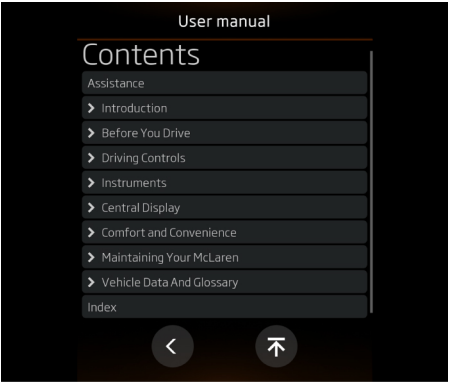 User manual
Contents
Assistance
Introduction
Before You Drive
Driving Controls
Instruments
Central Display
Comfort and Convenience
Maintaining Your McLaren
Vehicle Data And Glossary
Index